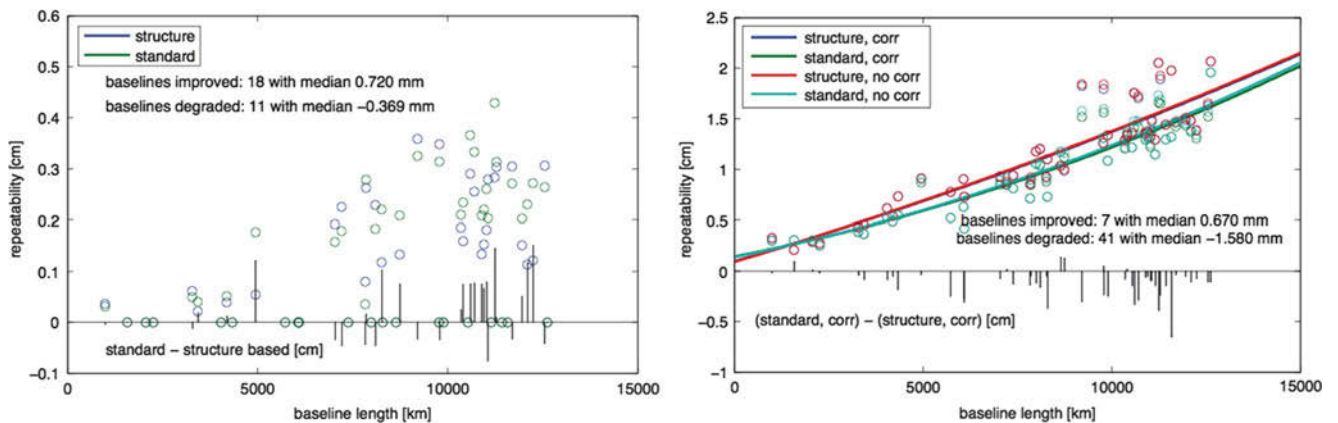 0.6
0.5
0.4
0.3
0.2
0.1
0
−0.1
repeatability [cm]
structure
standard
baselines improved: 18 with median 0.720 mm
baselines degraded: 11 with median −0.369 mm
standard − structure based [cm]
0
5000
10000
15000
baseline length [km]
2.5
2
1.5
1
0.5
0
−0.5
−1
repeatability [cm]
structure, corr
standard, corr
structure, no corr
standard, no corr
baselines improved: 7 with median 0.670 mm
baselines degraded: 41 with median −1.580 mm
(standard, corr) − (structure, corr) [cm]
0
5000
10000
15000
baseline length [km]